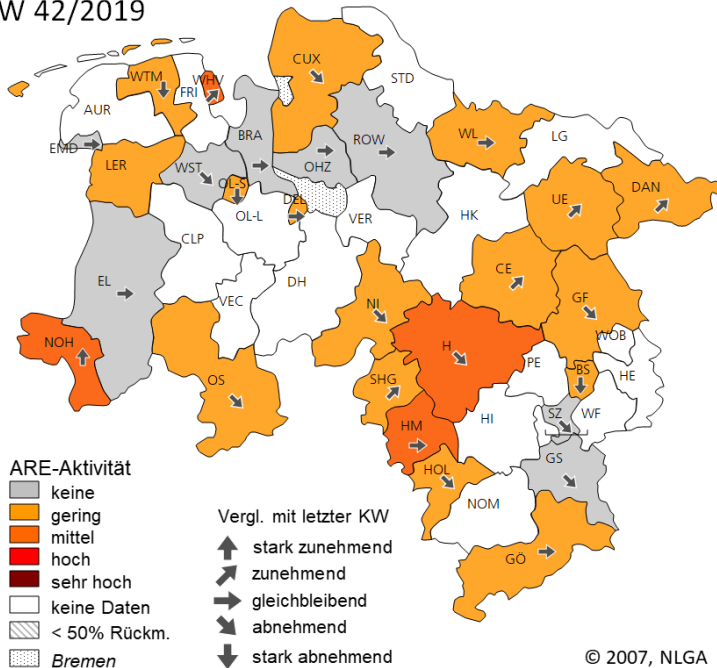 W 42/2019
CUX
WTM
WHV
STD
FRI
AUR
BRA
ROW
WL
LG
EMD
OHZ
LER
WST
DAN
OL-S
DEL
UE
OL-L
VER
HK
CLP
CE
EL
DH
GF
VEC
NI
WOB
NOH
H
PE
HE
OS
SHG
BS
SZ
WF
HM
HI
GS
HOL
NOM
GÖ
ARE-Aktivität
keine
gering
mittel
hoch
sehr hoch
keine Daten
< 50% Rückm.
Bremen
Vergl. mit letzter KW
stark zunehmend
zunehmend
gleichbleibend
abnehmend
stark abnehmend
© 2007, NLGA